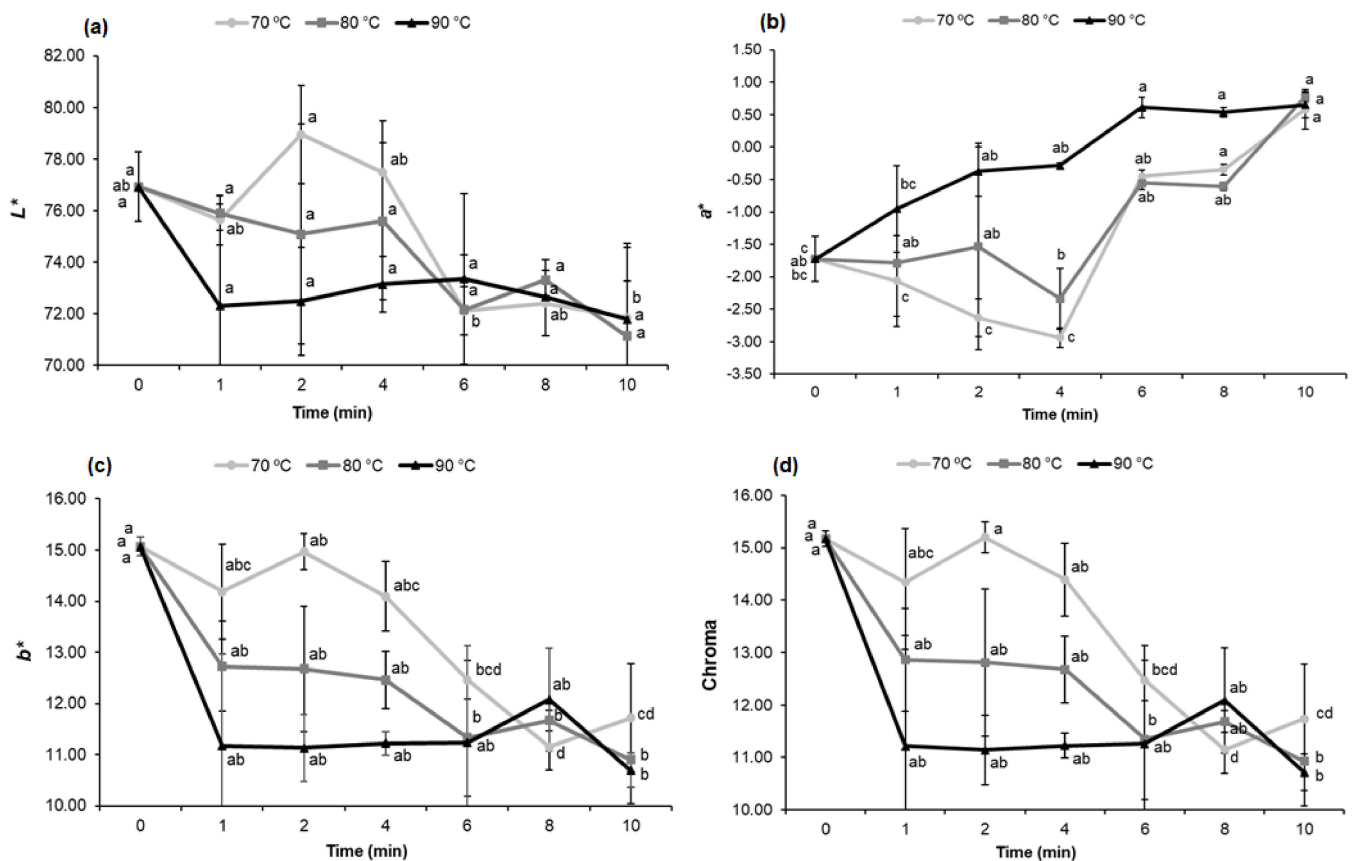 (a)
70 ºC 80 °C 90 °C
82.00
80.00
78.00
76.00
74.00
72.00
70.00
L*
a
ab
a
a
ab
a
a
a
a
ab
a
a
a
a
b
a
ab
b
a
a
0 1 2 4 6 8 10
Time (min)
(b)
70 ºC 80 °C 90 °C
1.50
1.00
0.50
0.00
-0.50
-1.00
-1.50
-2.00
-2.50
-3.00
-3.50
a*
c
ab
bc
bc
ab
c
ab
ab
c
ab
b
c
a
ab
ab
a
a
ab
a
a
a
0 1 2 4 6 8 10
Time (min)
(c)
70 ºC 80 °C 90 °C
16.00
15.00
14.00
13.00
12.00
11.00
10.00
b*
a
a
abc
ab
ab
a
ab
ab
abc
ab
ab
bcd
b
ab
ab
b
d
cd
b
b
0 1 2 4 6 8 10
Time (min)
(d)
70 ºC 80 °C 90 °C
16.00
15.00
14.00
13.00
12.00
11.00
10.00
Chroma
a
a
a
abc
ab
ab
a
ab
ab
ab
ab
ab
bcd
b
ab
ab
ab
d
cd
b
b
0 1 2 4 6 8 10
Time (min)